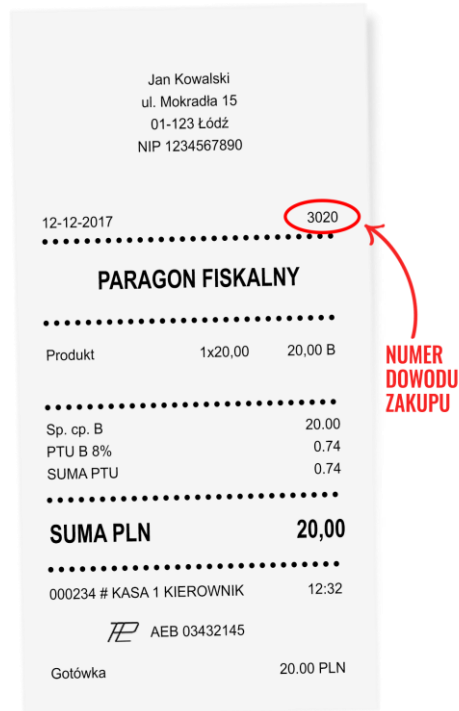 Jan Kowalski
ul. Mokradła 15
01-123 Łódź
NIP 1234567890
12-12-2017 3020
PARAGON FISKALNY
Produkt 1x20,00 20,00 B
Sp. cp. B 20.00
PTU B 8% 0.74
SUMA PTU 0.74
SUMA PLN 20,00
000234 # KASA 1 KIEROWNIK 12:32
AEB 03432145
Gotówka 20.00 PLN
NUMER
DOWODU
ZAKUPU